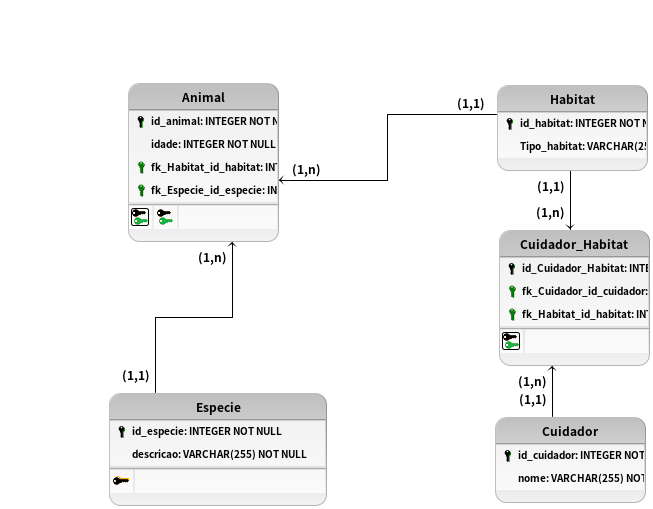 Animal
id_animal: INTEGER NOT N
idade: INTEGER NOT NULL
fk_Habitat_id_habitat: IN
fk_Especie_id_especie: IN
(1,1)
(1,n)
Habitat
id_habitat: INTEGER NOT N
Tipo_habitat: VARCHAR(25
(1,1)
(1,n)
Cuidador_Habitat
id_Cuidador_Habitat: INTE
fk_Cuidador_id_cuidador:
fk_Habitat_id_habitat: IN
(1,n)
(1,1)
(1,n)
(1,1)
Especie
id_especie: INTEGER NOT NULL
descricao: VARCHAR(255) NOT NULL
Cuidador
id_cuidador: INTEGER NOT
nome: VARCHAR(255) NOT